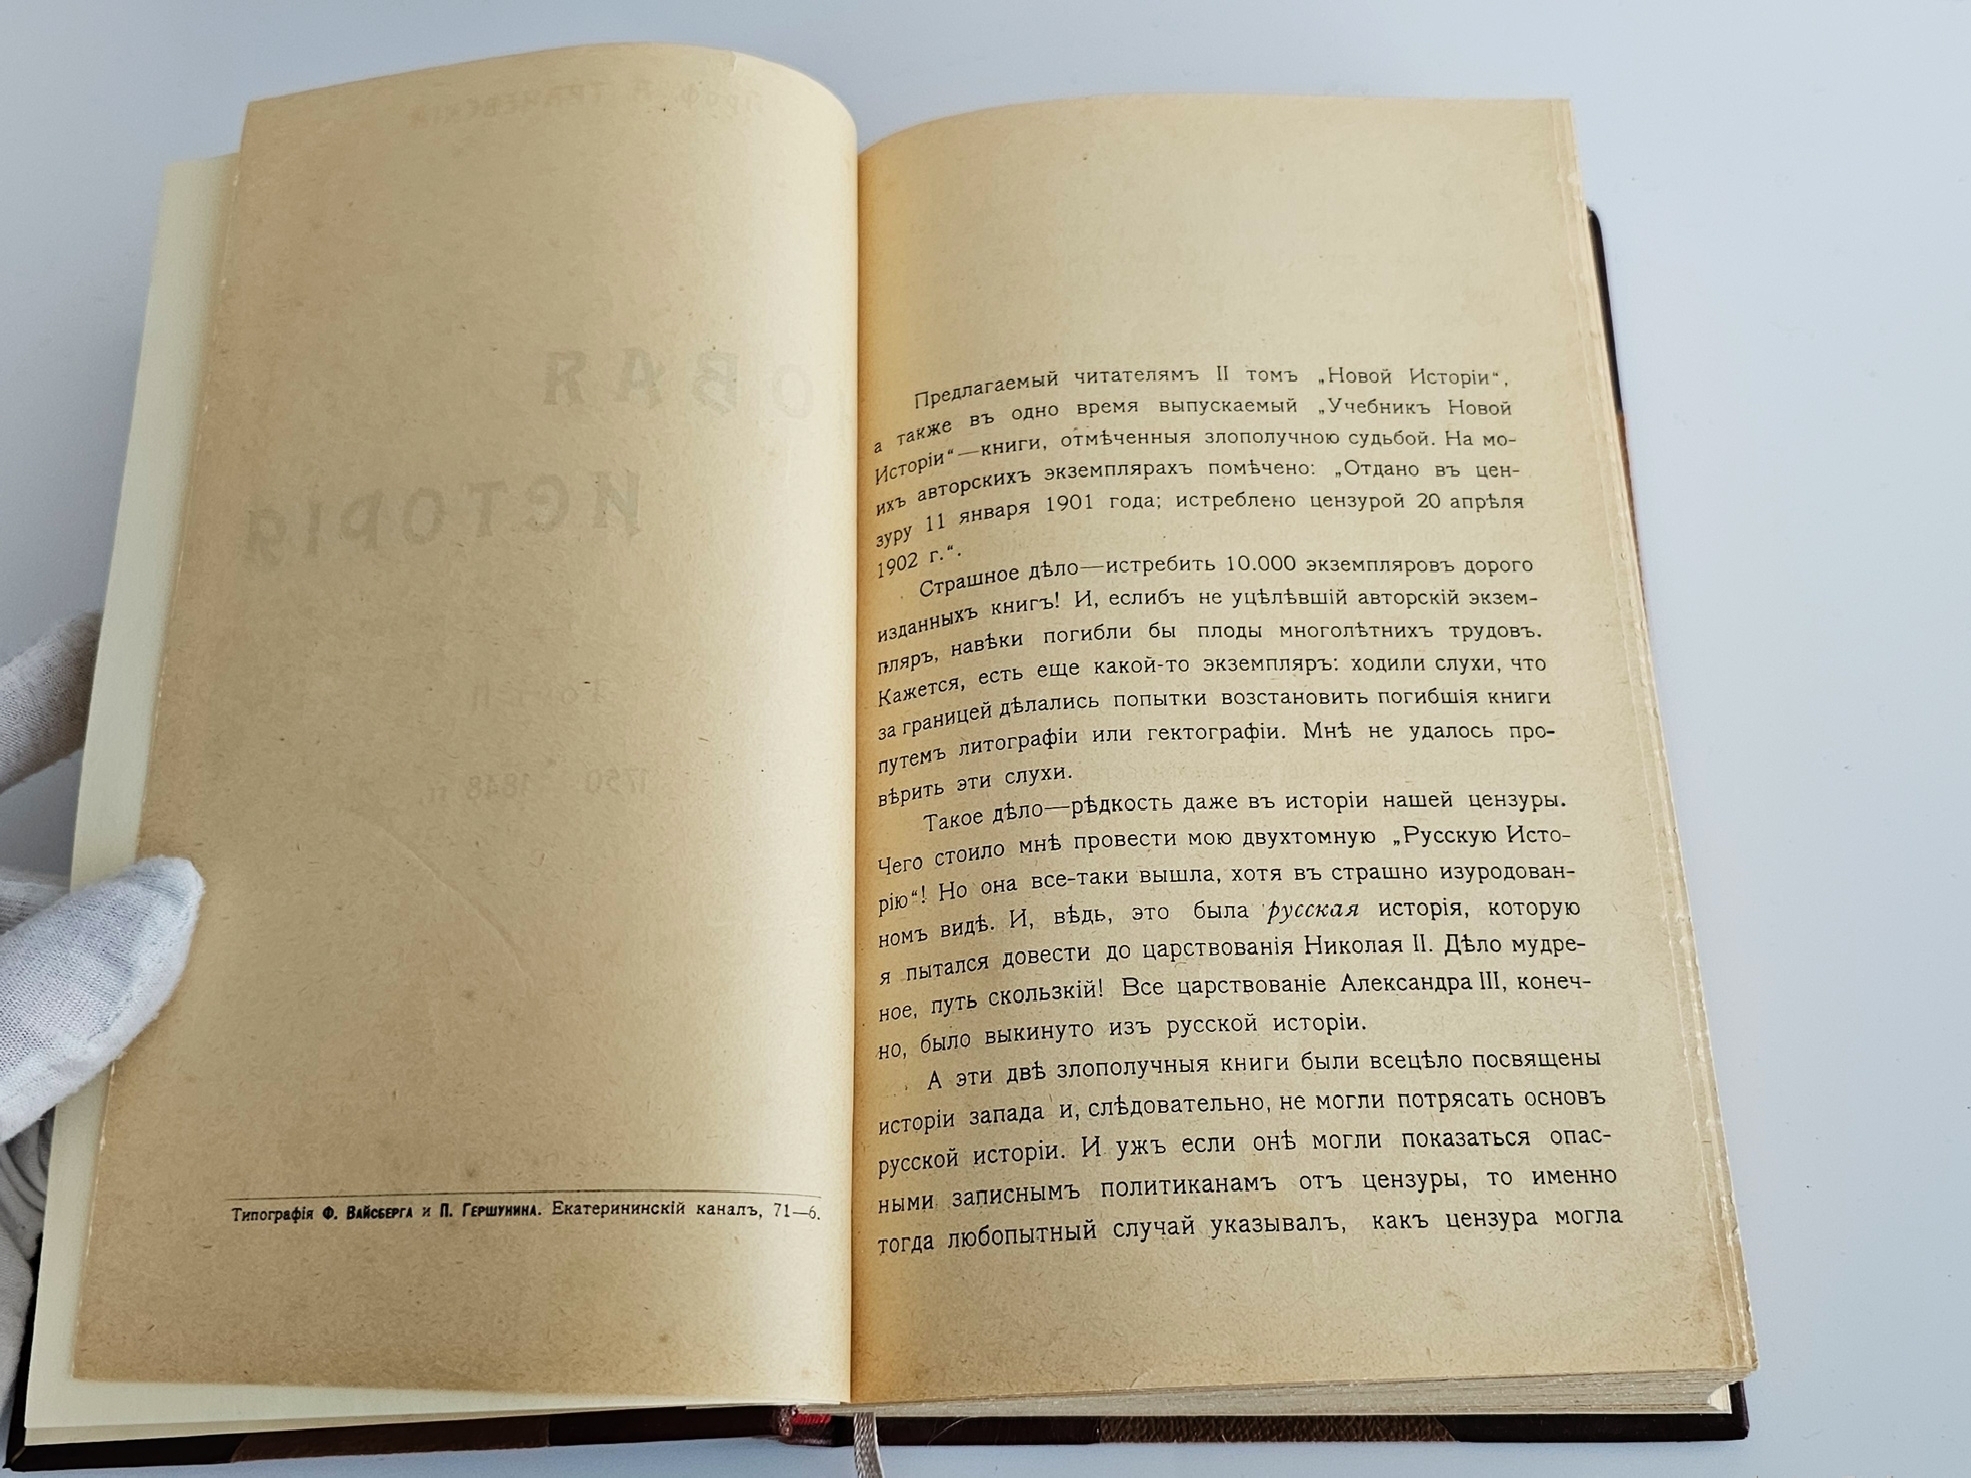 Типографія Ф. Вайсберга и П. Гершунина. Екатерининскій каналъ, 71—6.
Предлагаемый читателямъ II томъ „Новой Исторіи“,
а также въ одно время выпускаемый „Учебникъ Новой
Исторіи“—книги, отмѣченныя злополучною судьбой. На мо-
ихъ авторскихъ экземплярахъ помѣчено: „Отдано въ цен-
зуру 11 января 1901 года; истреблено цензурой 20 апрѣля
1902 г.“.
Страшное дѣло—истребить 10.000 экземпляровъ дорого
изданныхъ книгъ! И, еслибъ не уцѣлѣвшій авторскій экзем-
пляръ, навѣки погибли бы плоды многолѣтнихъ трудовъ.
Кажется, есть еще какой-то экземпляръ: ходили слухи, что
за границей дѣлались попытки возстановить погибшія книги
путемъ литографіи или гектографіи. Мнѣ не удалось про-
вѣрить эти слухи.
Такое дѣло—рѣдкость даже въ исторіи нашей цензуры.
Чего стоило мнѣ провести мою двухтомную „Русскую Исто-
рію“! Но она все-таки вышла, хотя въ страшно изуродован-
номъ видѣ. И, вѣдь, это была русская исторія, которую
я пытался довести до царствованія Николая II. Дѣло мудре-
ное, путь скользкій! Все царствованіе Александра III, конеч-
но, было выкинуто изъ русской исторіи.
А эти двѣ злополучныя книги были всецѣло посвящены
исторіи запада и, слѣдовательно, не могли потрясать основъ
русской исторіи. И ужъ если онѣ могли показаться опас-
ными записнымъ политиканамъ отъ цензуры, то именно
тогда любопытный случай указывалъ, какъ цензура могла